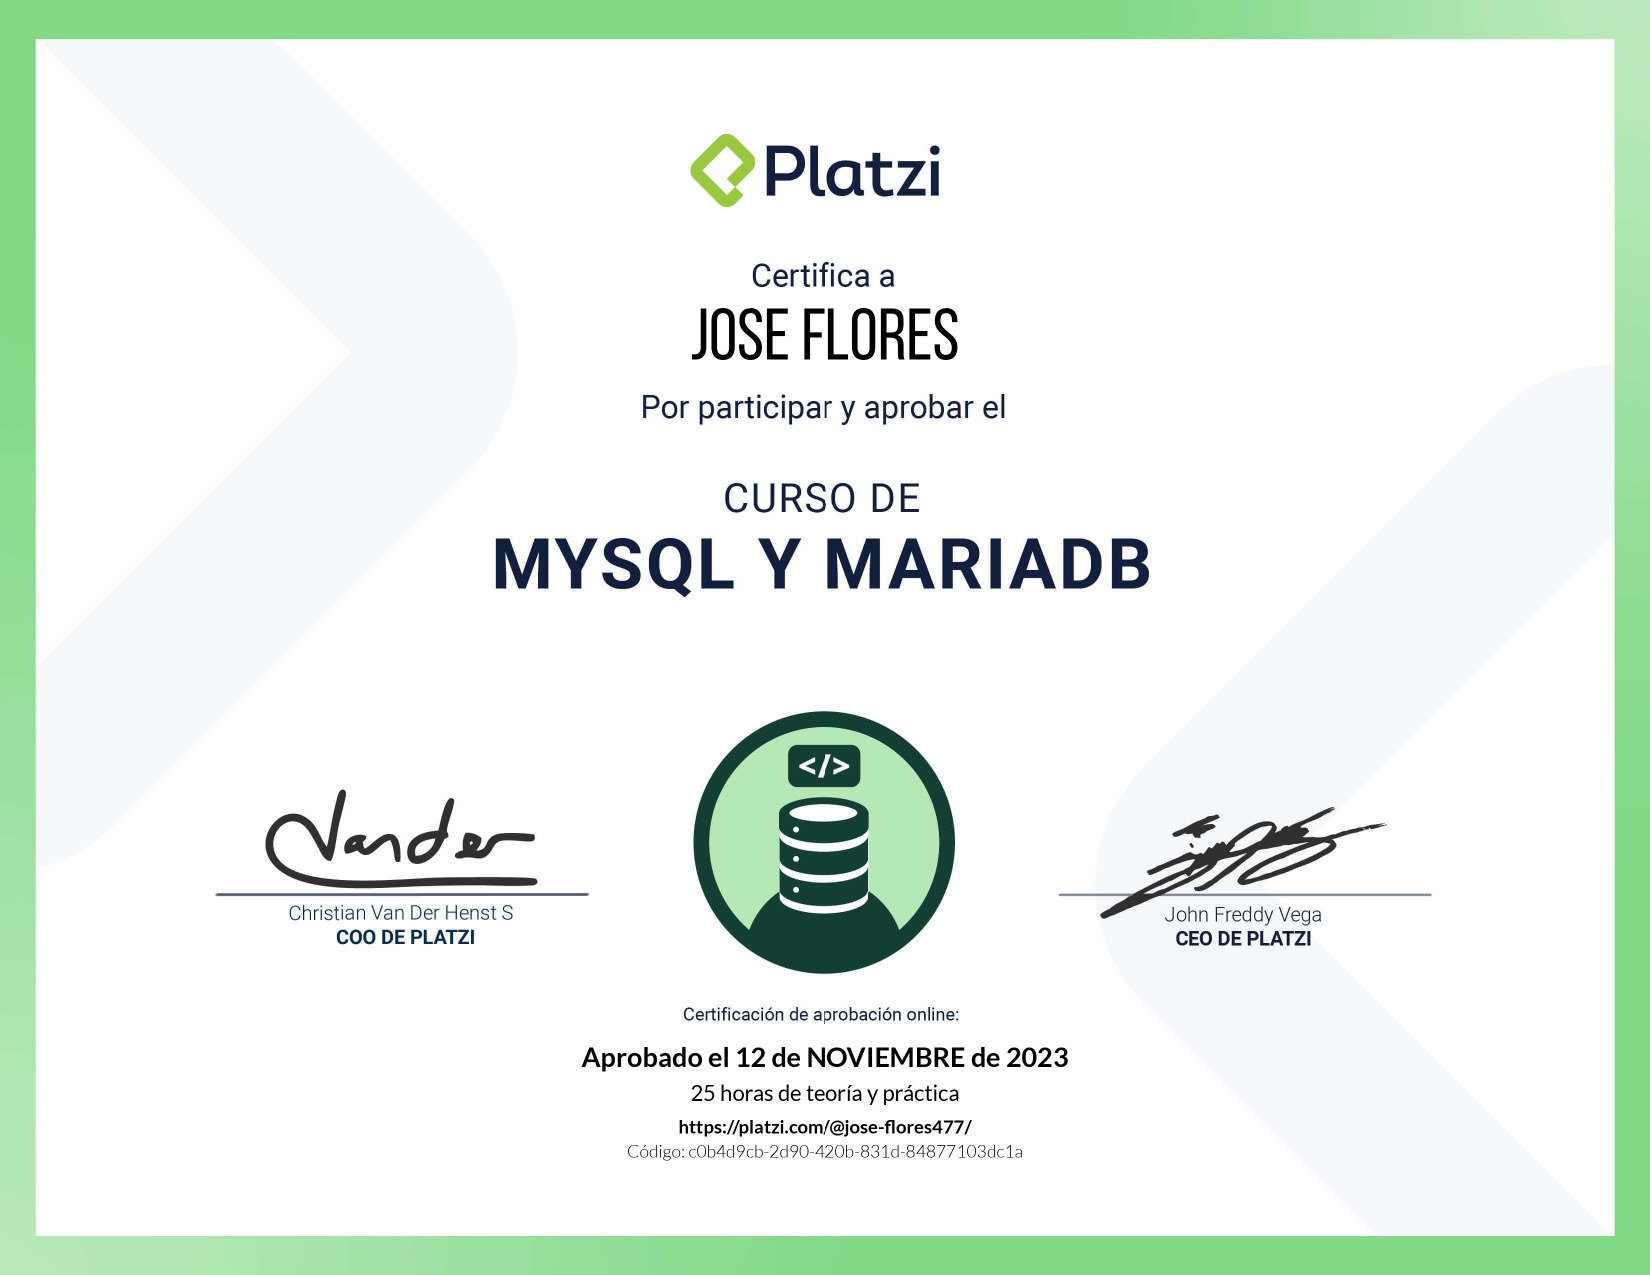 Platzi
Certifica a
JOSE FLORES
Por participar y aprobar el
CURSO DE
MYSQL Y MARIADB
</>
Vander
Christian Van Der Henst S
COO DE PLATZI
John Freddy Vega
CEO DE PLATZI
Certificación de aprobación online:
Aprobado el 12 de NOVIEMBRE de 2023
25 horas de teoría y práctica
https://platzi.com/@jose-flores477/
Código: c0b4d9cb-2d90-420b-831d-84877103dc1a